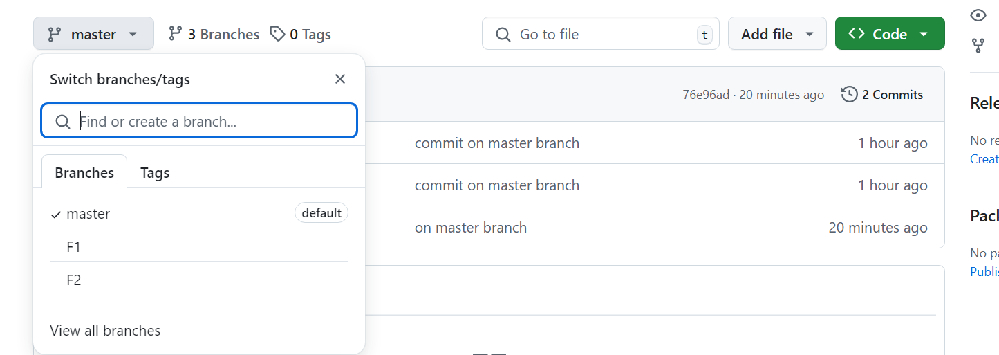 master 3 Branches 0 Tags Go to file t Add file Code
Switch branches/tags
76e96ad · 20 minutes ago 2 Commits
Find or create a branch...
commit on master branch 1 hour ago
Branches Tags
commit on master branch 1 hour ago
master default
on master branch 20 minutes ago
F1
F2
View all branches
Rele
No re
Creat
Pack
No pa
Publis